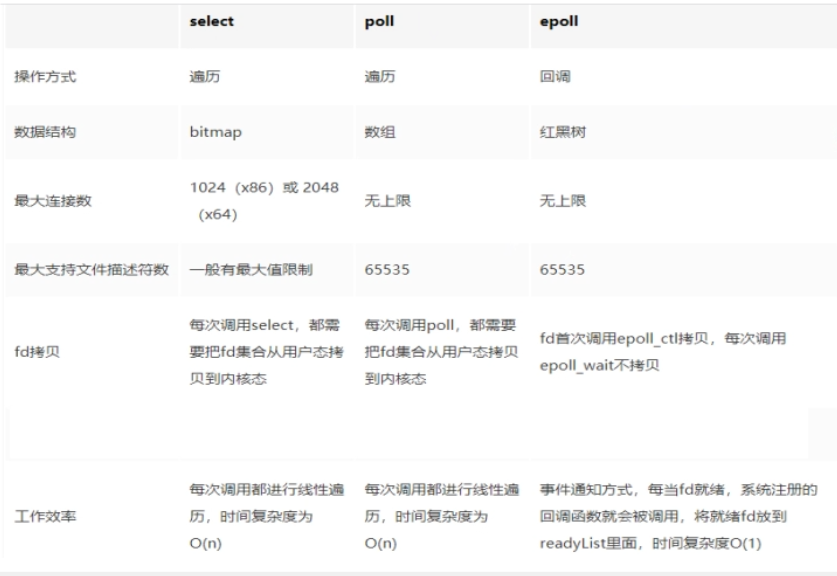 select poll epoll
操作方式 遍历 遍历 回调
数据结构 bitmap 数组 红黑树
最大连接数 1024（x86）或 2048 无上限 无上限
（x64）
最大支持文件描述符数 一般有最大值限制 65535 65535
fd拷贝
每次调用select，都需
要把fd集合从用户态拷
贝到内核态
每次调用poll，都需要
把fd集合从用户态拷贝
到内核态
fd首次调用epoll_ctl拷贝，每次调用
epoll_wait不拷贝
工作效率
每次调用都进行线性遍
历，时间复杂度为
O(n)
每次调用都进行线性遍
历，时间复杂度为
O(n)
事件通知方式，每当fd就绪，系统注册的
回调函数就会被调用，将就绪fd放到
readyList里面，时间复杂度O(1)